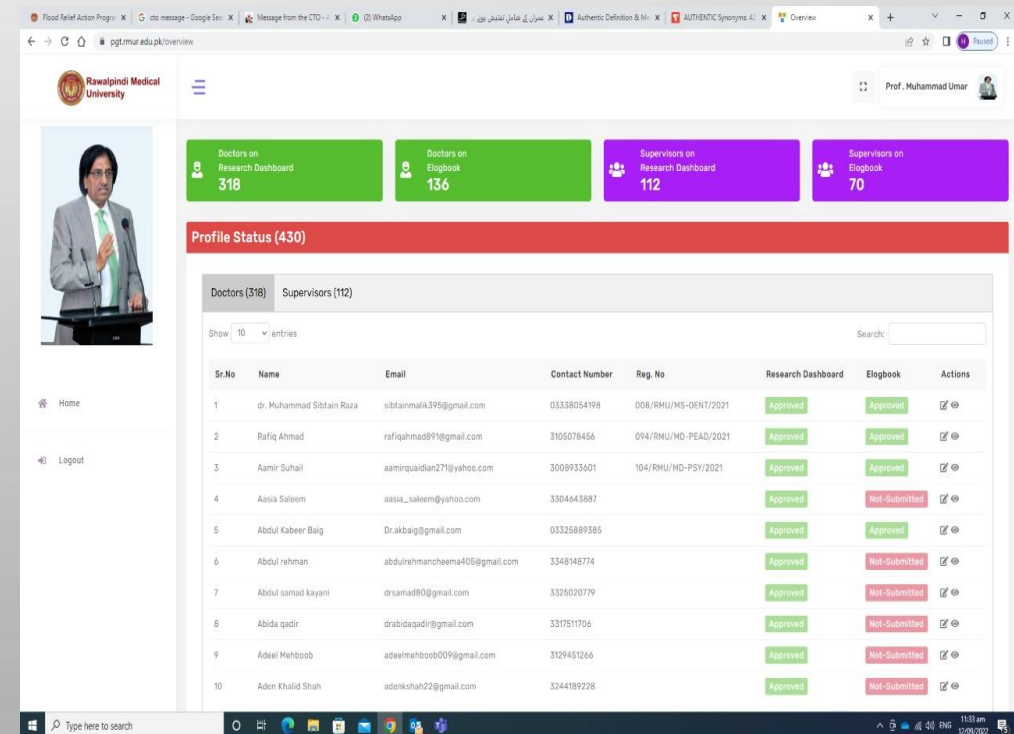 Flood Relief Action Progra
cto message - Google Sea
Message from the CTO - A
(2) WhatsApp
عمران کے شامل تفتیش ہونے
Authentic Definition & Me
AUTHENTIC Synonyms: 4
Overview
pgt.rmur.edu.pk/overview
Paused
Rawalpindi Medical
University
Prof . Muhammad Umar
Doctors on
Research Dashboard
318
Doctors on
Elogbook
136
Supervisors on
Research Dashboard
112
Supervisors on
Elogbook
70
Profile Status (430)
Doctors (318) Supervisors (112)
Show 10 entries Search:
Sr.No Name Email Contact Number Reg. No Research Dashboard Elogbook Actions
1 dr. Muhammad Sibtain Raza sibtainmalik395@gmail.com 03338054198 008/RMU/MS-DENT/2021 Approved Approved
2 Rafiq Ahmad rafiqahmad891@gmail.com 3105078456 094/RMU/MD-PEAD/2021 Approved Approved
3 Aamir Suhail aamirquaidian271@yahoo.com 3008933601 104/RMU/MD-PSY/2021 Approved Approved
4 Aasia Saleem aasia_saleem@yahoo.com 3304643887 Approved Not-Submitted
5 Abdul Kabeer Baig Dr.akbaig@gmail.com 03325889385 Approved Approved
6 Abdul rehman abdulrehmancheema405@gmail.com 3348148774 Approved Not-Submitted
7 Abdul samad kayani drsamad80@gmail.com 3325020779 Approved Not-Submitted
8 Abida qadir drabidaqadir@gmail.com 3317511706 Approved Not-Submitted
9 Adeel Mehboob adeelmehboob009@gmail.com 3129451266 Approved Not-Submitted
10 Aden Khalid Shah adenkshah22@gmail.com 3244189228 Approved Not-Submitted
Home
Logout
Type here to search
ENG
11:33 am
12/09/2022